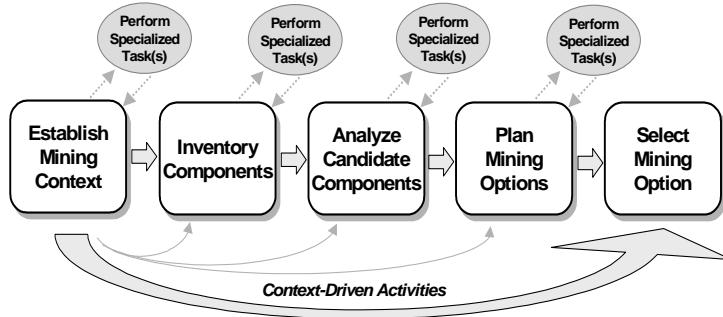 Perform
Specialized
Task(s)
Perform
Specialized
Task(s)
Perform
Specialized
Task(s)
Perform
Specialized
Task(s)
Establish
Mining
Context
Inventory
Components
Analyze
Candidate
Components
Plan
Mining
Options
Select
Mining
Option
Context-Driven Activities